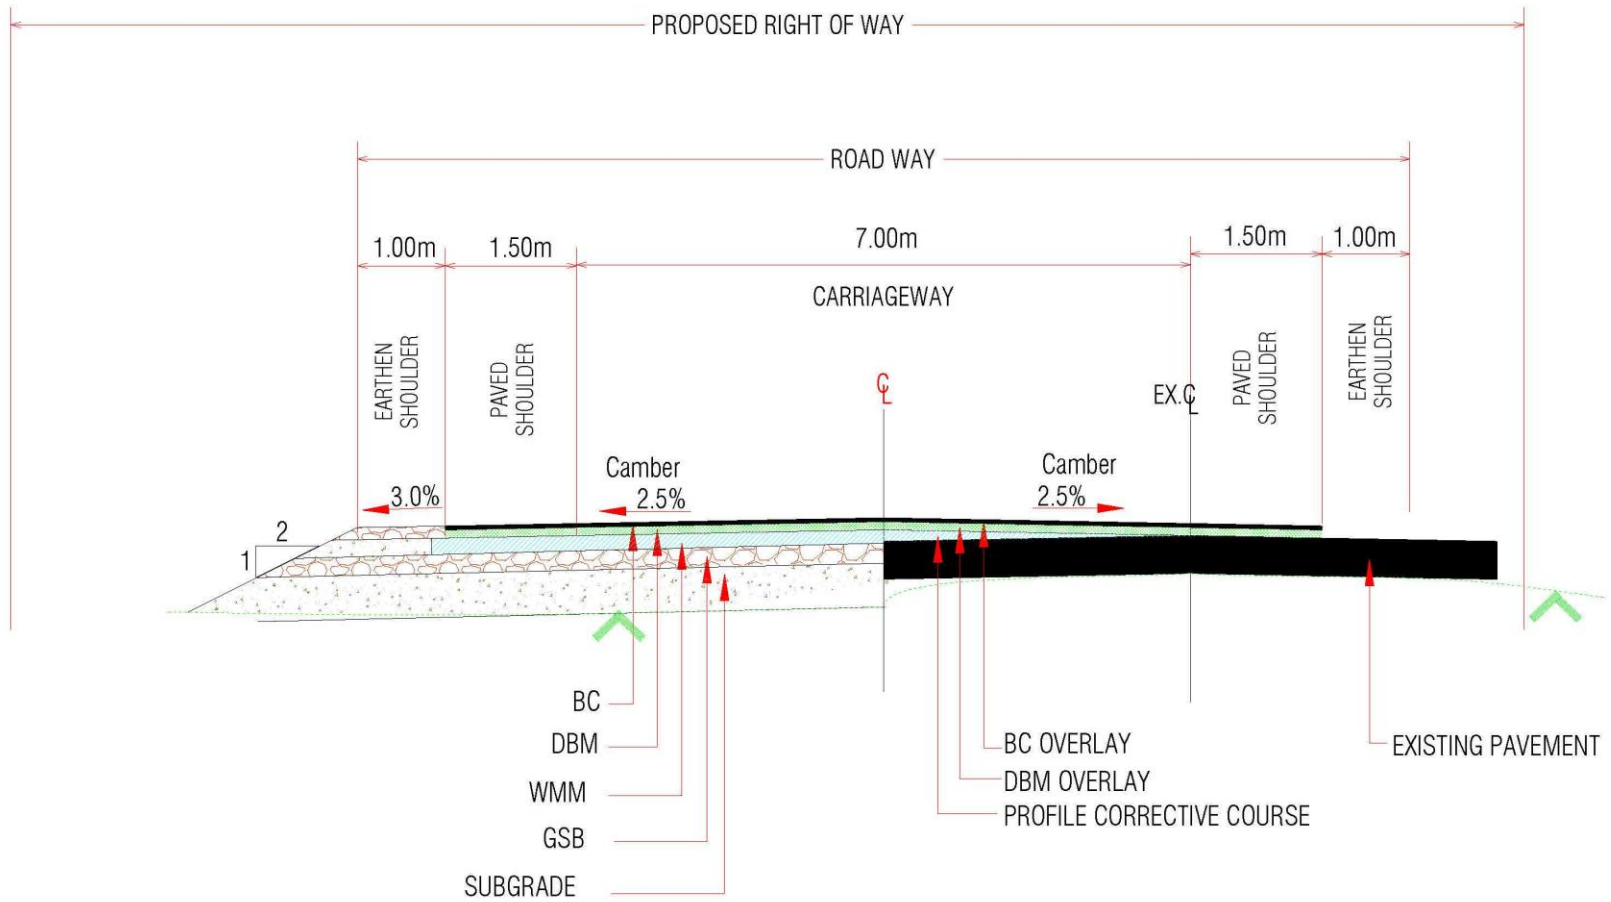 PROPOSED RIGHT OF WAY
ROAD WAY
1.00m
1.50m
7.00m
1.50m
1.00m
CARRIAGEWAY
EARTHEN
SHOULDER
PAVED
SHOULDER
℄
EX.℄
PAVED
SHOULDER
EARTHEN
SHOULDER
Camber
2.5%
Camber
2.5%
3.0%
2
1
BC
DBM
WMM
GSB
SUBGRADE
BC OVERLAY
DBM OVERLAY
PROFILE CORRECTIVE COURSE
EXISTING PAVEMENT